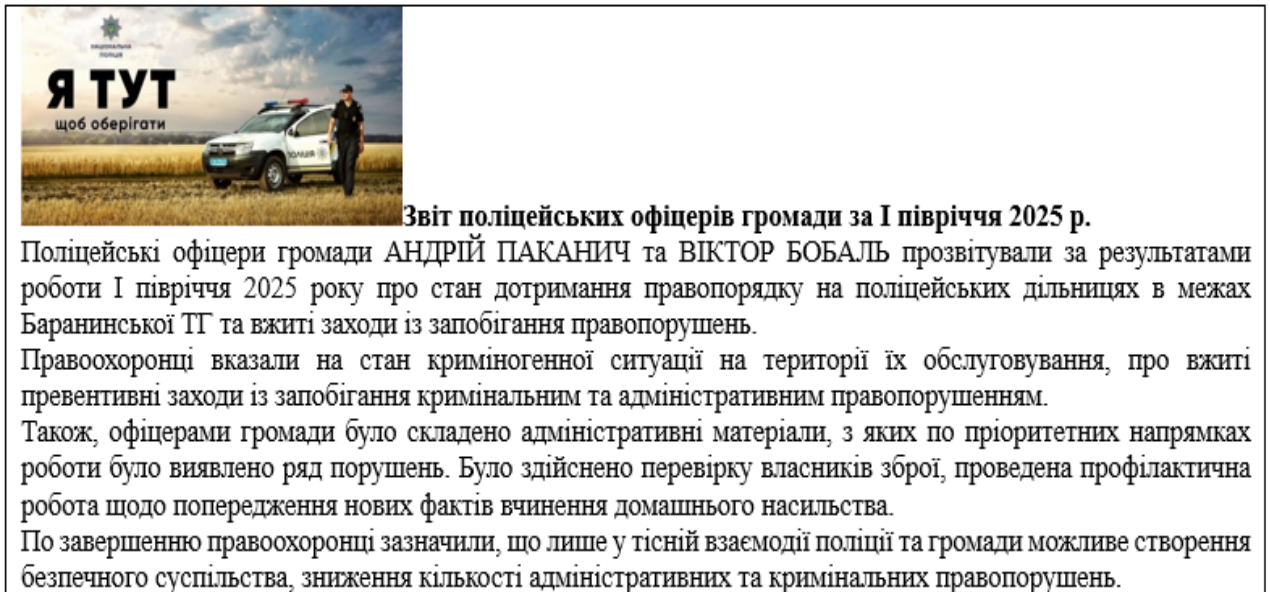 НАЦІОНАЛЬНА
ПОЛІЦІЯ
Я ТУТ
щоб оберігати
ПОЛІЦІЯ
Звіт поліцейських офіцерів громади за І півріччя 2025 р.
Поліцейські офіцери громади АНДРІЙ ПАКАНИЧ та ВІКТОР БОБАЛЬ прозвітували за результатами
роботи І півріччя 2025 року про стан дотримання правопорядку на поліцейських дільницях в межах
Баранинської ТГ та вжиті заходи із запобігання правопорушень.
Правоохоронці вказали на стан криміногенної ситуації на території їх обслуговування, про вжиті
превентивні заходи із запобігання кримінальним та адміністративним правопорушенням.
Також, офіцерами громади було складено адміністративні матеріали, з яких по пріоритетних напрямках
роботи було виявлено ряд порушень. Було здійснено перевірку власників зброї, проведена профілактична
робота щодо попередження нових фактів вчинення домашнього насильства.
По завершенню правоохоронці зазначили, що лише у тісній взаємодії поліції та громади можливе створення
безпечного суспільства, зниження кількості адміністративних та кримінальних правопорушень.